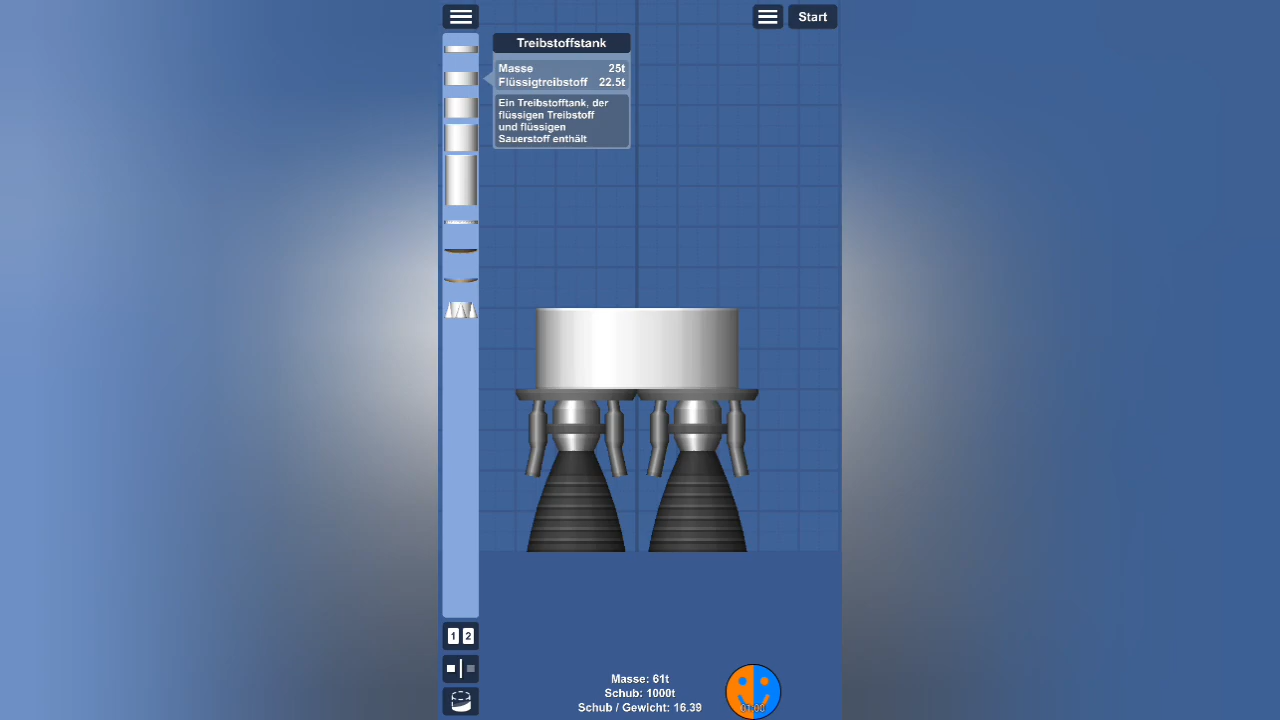 Start
Treibstoffstank
Masse 25t
Flüssigtreibstoff 22.5t
Ein Treibstofftank, der
flüssigen Treibstoff
und flüssigen
Sauerstoff enthält
1 2
Masse: 61t
Schub: 1000t
Schub / Gewicht: 16.39